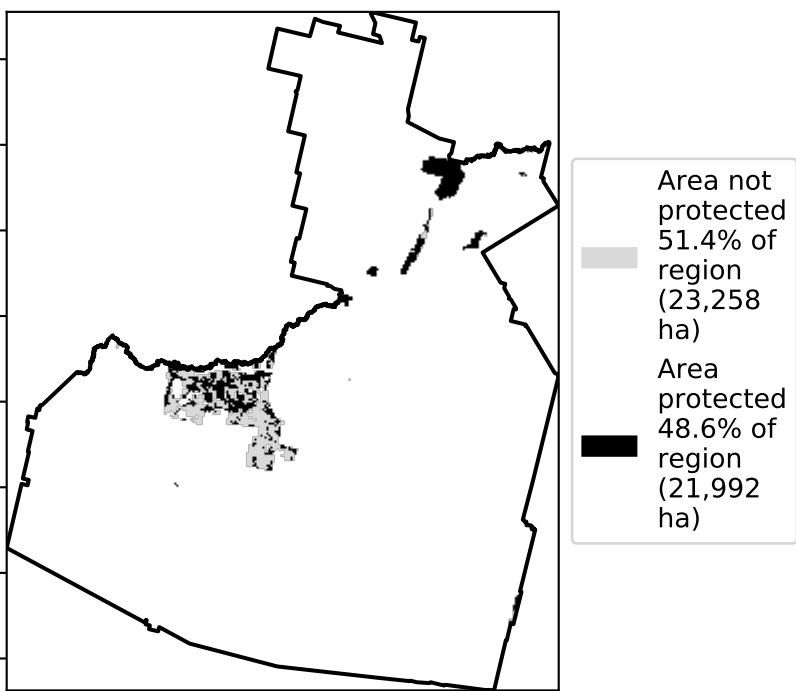 Area not
protected
51.4% of
region
(23,258
ha)
Area
protected
48.6% of
region
(21,992
ha)